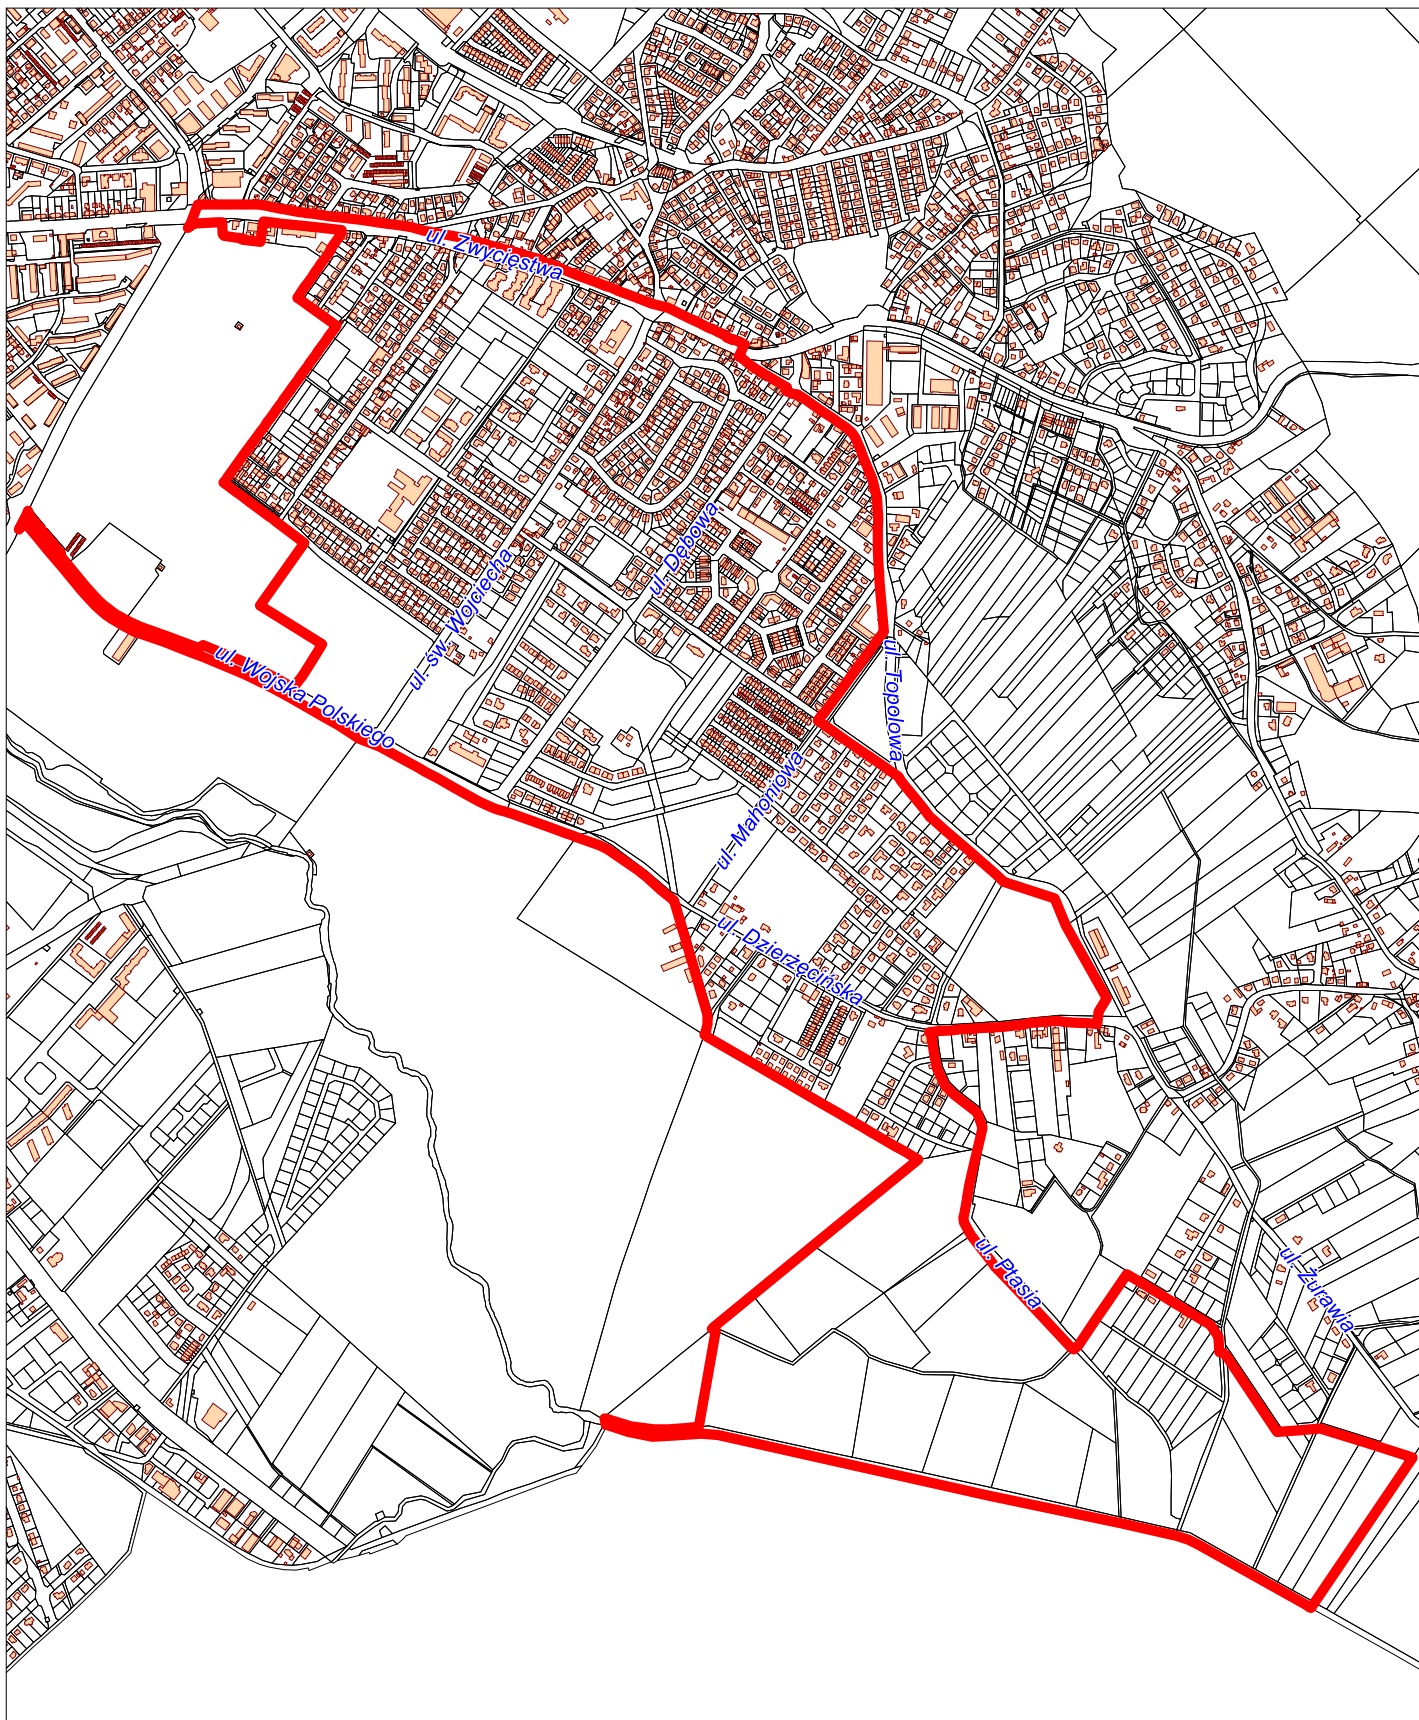 ul. Zwycięstwa
ul. Dębowa
ul. św. Wojciecha
ul. Wojska Polskiego
ul. Topolowa
ul. Mahoniowa
ul. Dzierżecińska
ul. Ptasia
ul. Żurawia